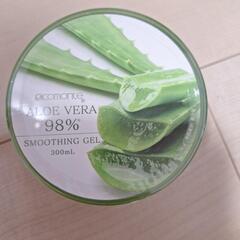 ALOE VERA
98%
SMOOTHING GEL
300mL